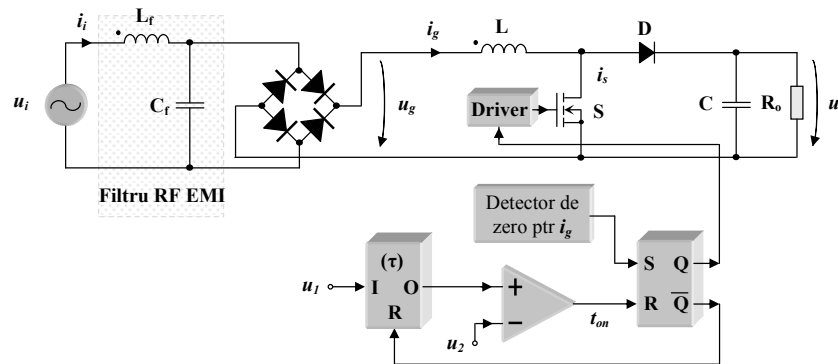 i_i
L_f
i_g
L
D
u_i
C_f
u_g
i_s
Driver
S
C
R_o
u
Filtru RF EMI
Detector de
zero ptr i_g
(τ)
S Q
u_1
I O
+
R
R Q̅
−
t_on
u_2